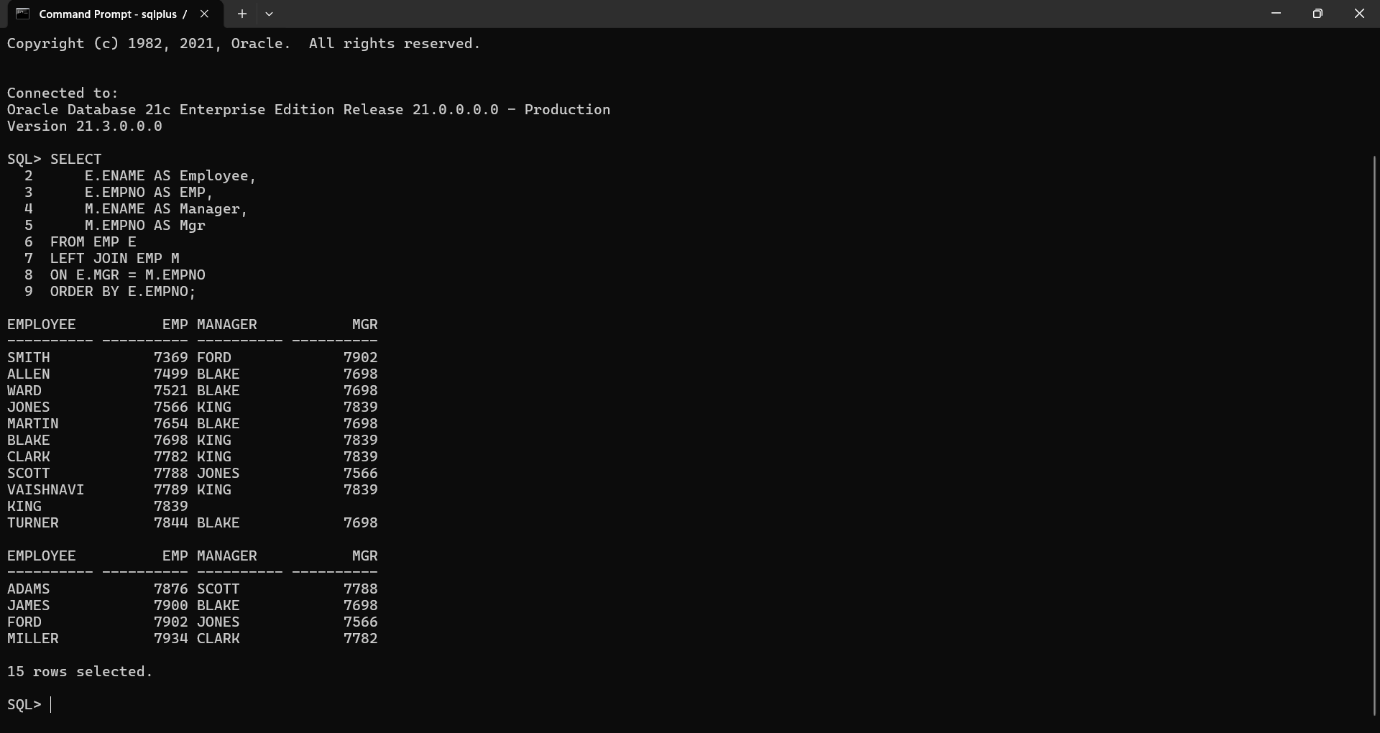 Command Prompt - sqlplus /
Copyright (c) 1982, 2021, Oracle.  All rights reserved.
Connected to:
Oracle Database 21c Enterprise Edition Release 21.0.0.0.0 - Production
Version 21.3.0.0.0
SQL> SELECT
  2      E.ENAME AS Employee,
  3      E.EMPNO AS EMP,
  4      M.ENAME AS Manager,
  5      M.EMPNO AS Mgr
  6  FROM EMP E
  7  LEFT JOIN EMP M
  8  ON E.MGR = M.EMPNO
  9  ORDER BY E.EMPNO;
EMPLOYEE          EMP MANAGER           MGR
---------- ---------- ---------- ----------
SMITH            7369 FORD             7902
ALLEN            7499 BLAKE            7698
WARD             7521 BLAKE            7698
JONES            7566 KING             7839
MARTIN           7654 BLAKE            7698
BLAKE            7698 KING             7839
CLARK            7782 KING             7839
SCOTT            7788 JONES            7566
VAISHNAVI        7789 KING             7839
KING             7839
TURNER           7844 BLAKE            7698
EMPLOYEE          EMP MANAGER           MGR
---------- ---------- ---------- ----------
ADAMS            7876 SCOTT            7788
JAMES            7900 BLAKE            7698
FORD             7902 JONES            7566
MILLER           7934 CLARK            7782
15 rows selected.
SQL>